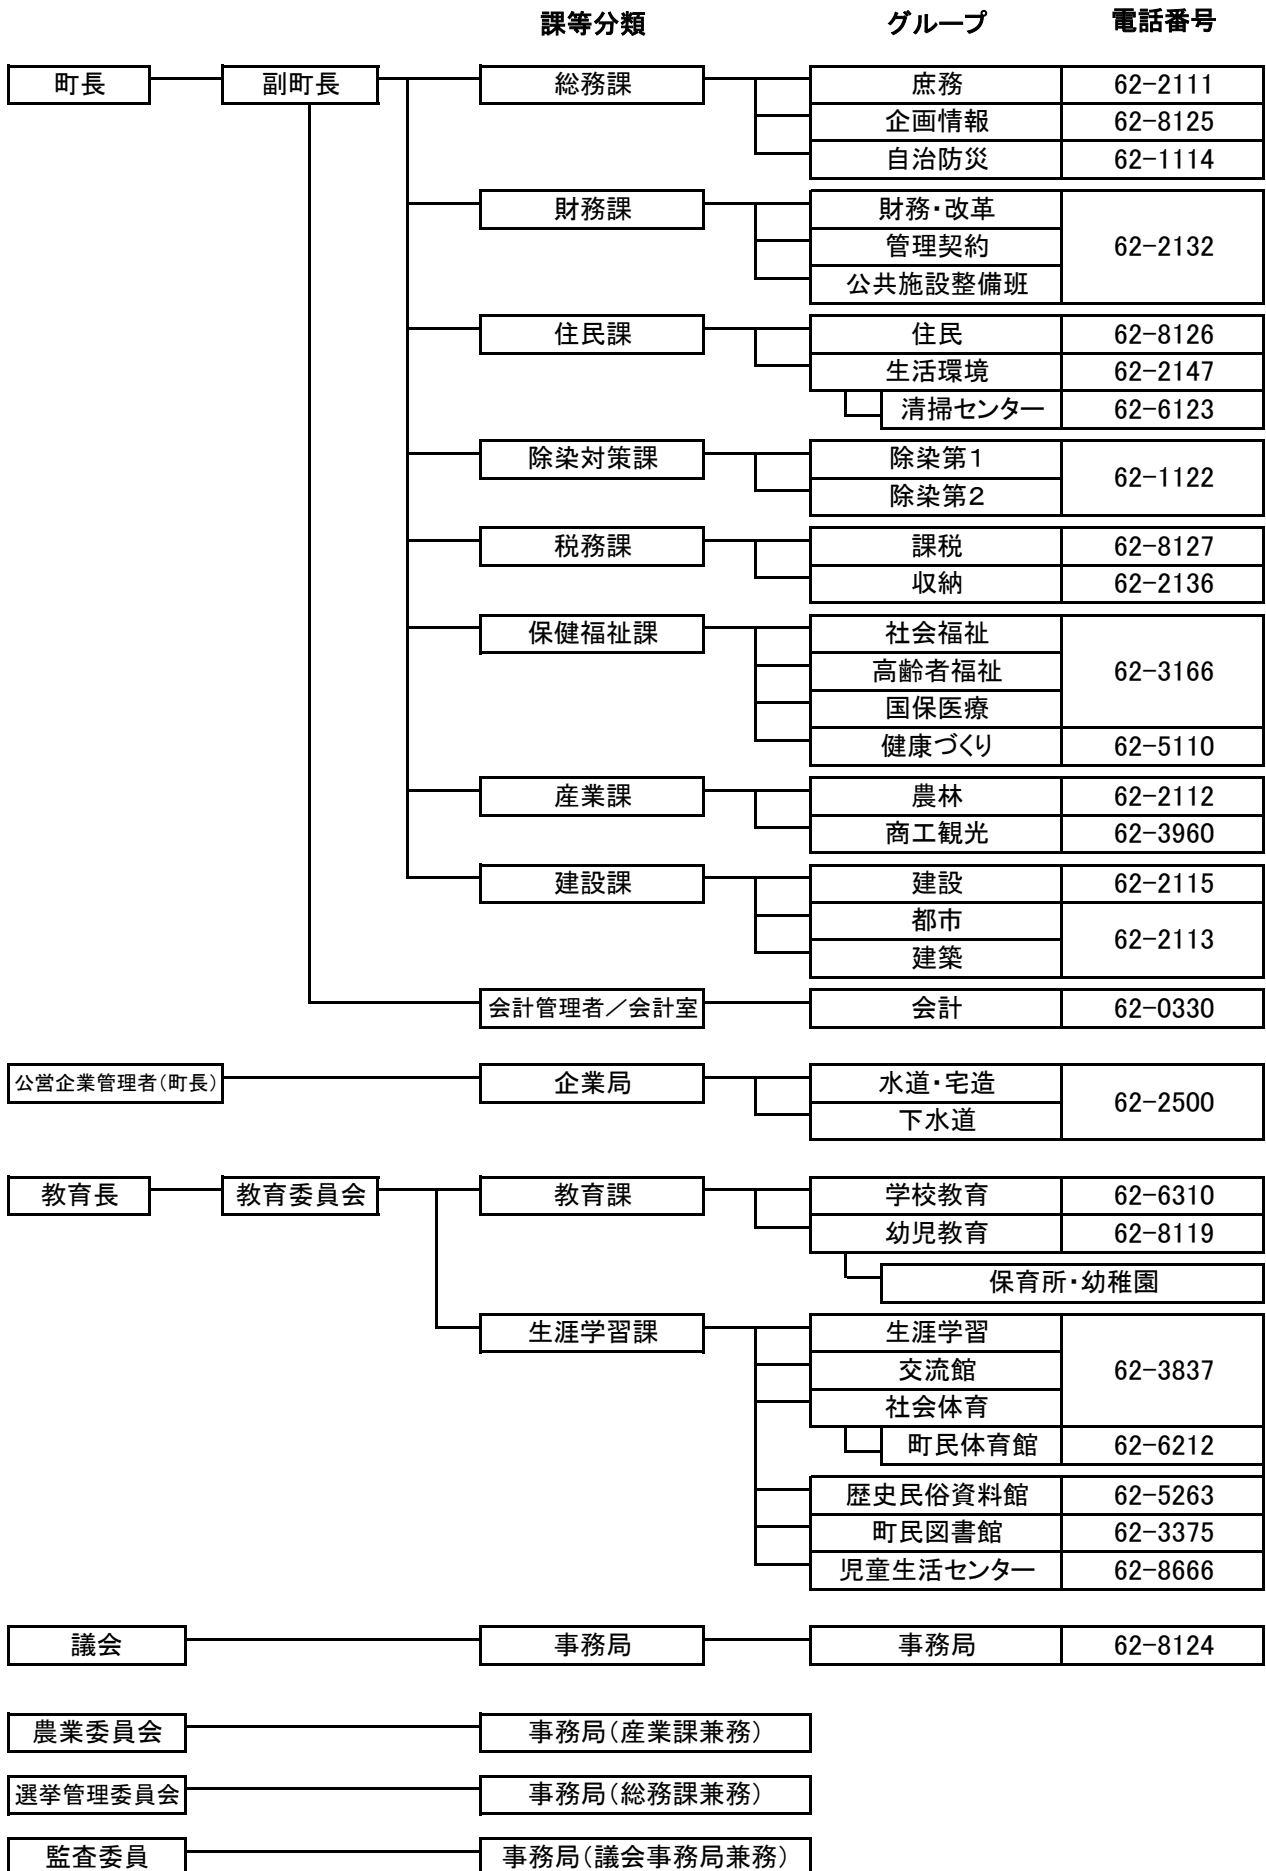 課等分類 グループ 電話番号
町長 副町長 総務課 庶務 62-2111
企画情報 62-8125
自治防災 62-1114
財務課 財務・改革
管理契約 62-2132
公共施設整備班
住民課 住民 62-8126
生活環境 62-2147
清掃センター 62-6123
除染対策課 除染第1
62-1122
除染第2
税務課 課税 62-8127
収納 62-2136
保健福祉課 社会福祉
高齢者福祉 62-3166
国保医療
健康づくり 62-5110
産業課 農林 62-2112
商工観光 62-3960
建設課 建設 62-2115
都市
62-2113
建築
会計管理者／会計室 会計 62-0330
公営企業管理者(町長) 企業局 水道・宅造
62-2500
下水道
教育長 教育委員会 教育課 学校教育 62-6310
幼児教育 62-8119
保育所・幼稚園
生涯学習課 生涯学習
交流館 62-3837
社会体育
町民体育館 62-6212
歴史民俗資料館 62-5263
町民図書館 62-3375
児童生活センター 62-8666
議会 事務局 事務局 62-8124
農業委員会 事務局(産業課兼務)
選挙管理委員会 事務局(総務課兼務)
監査委員 事務局(議会事務局兼務)